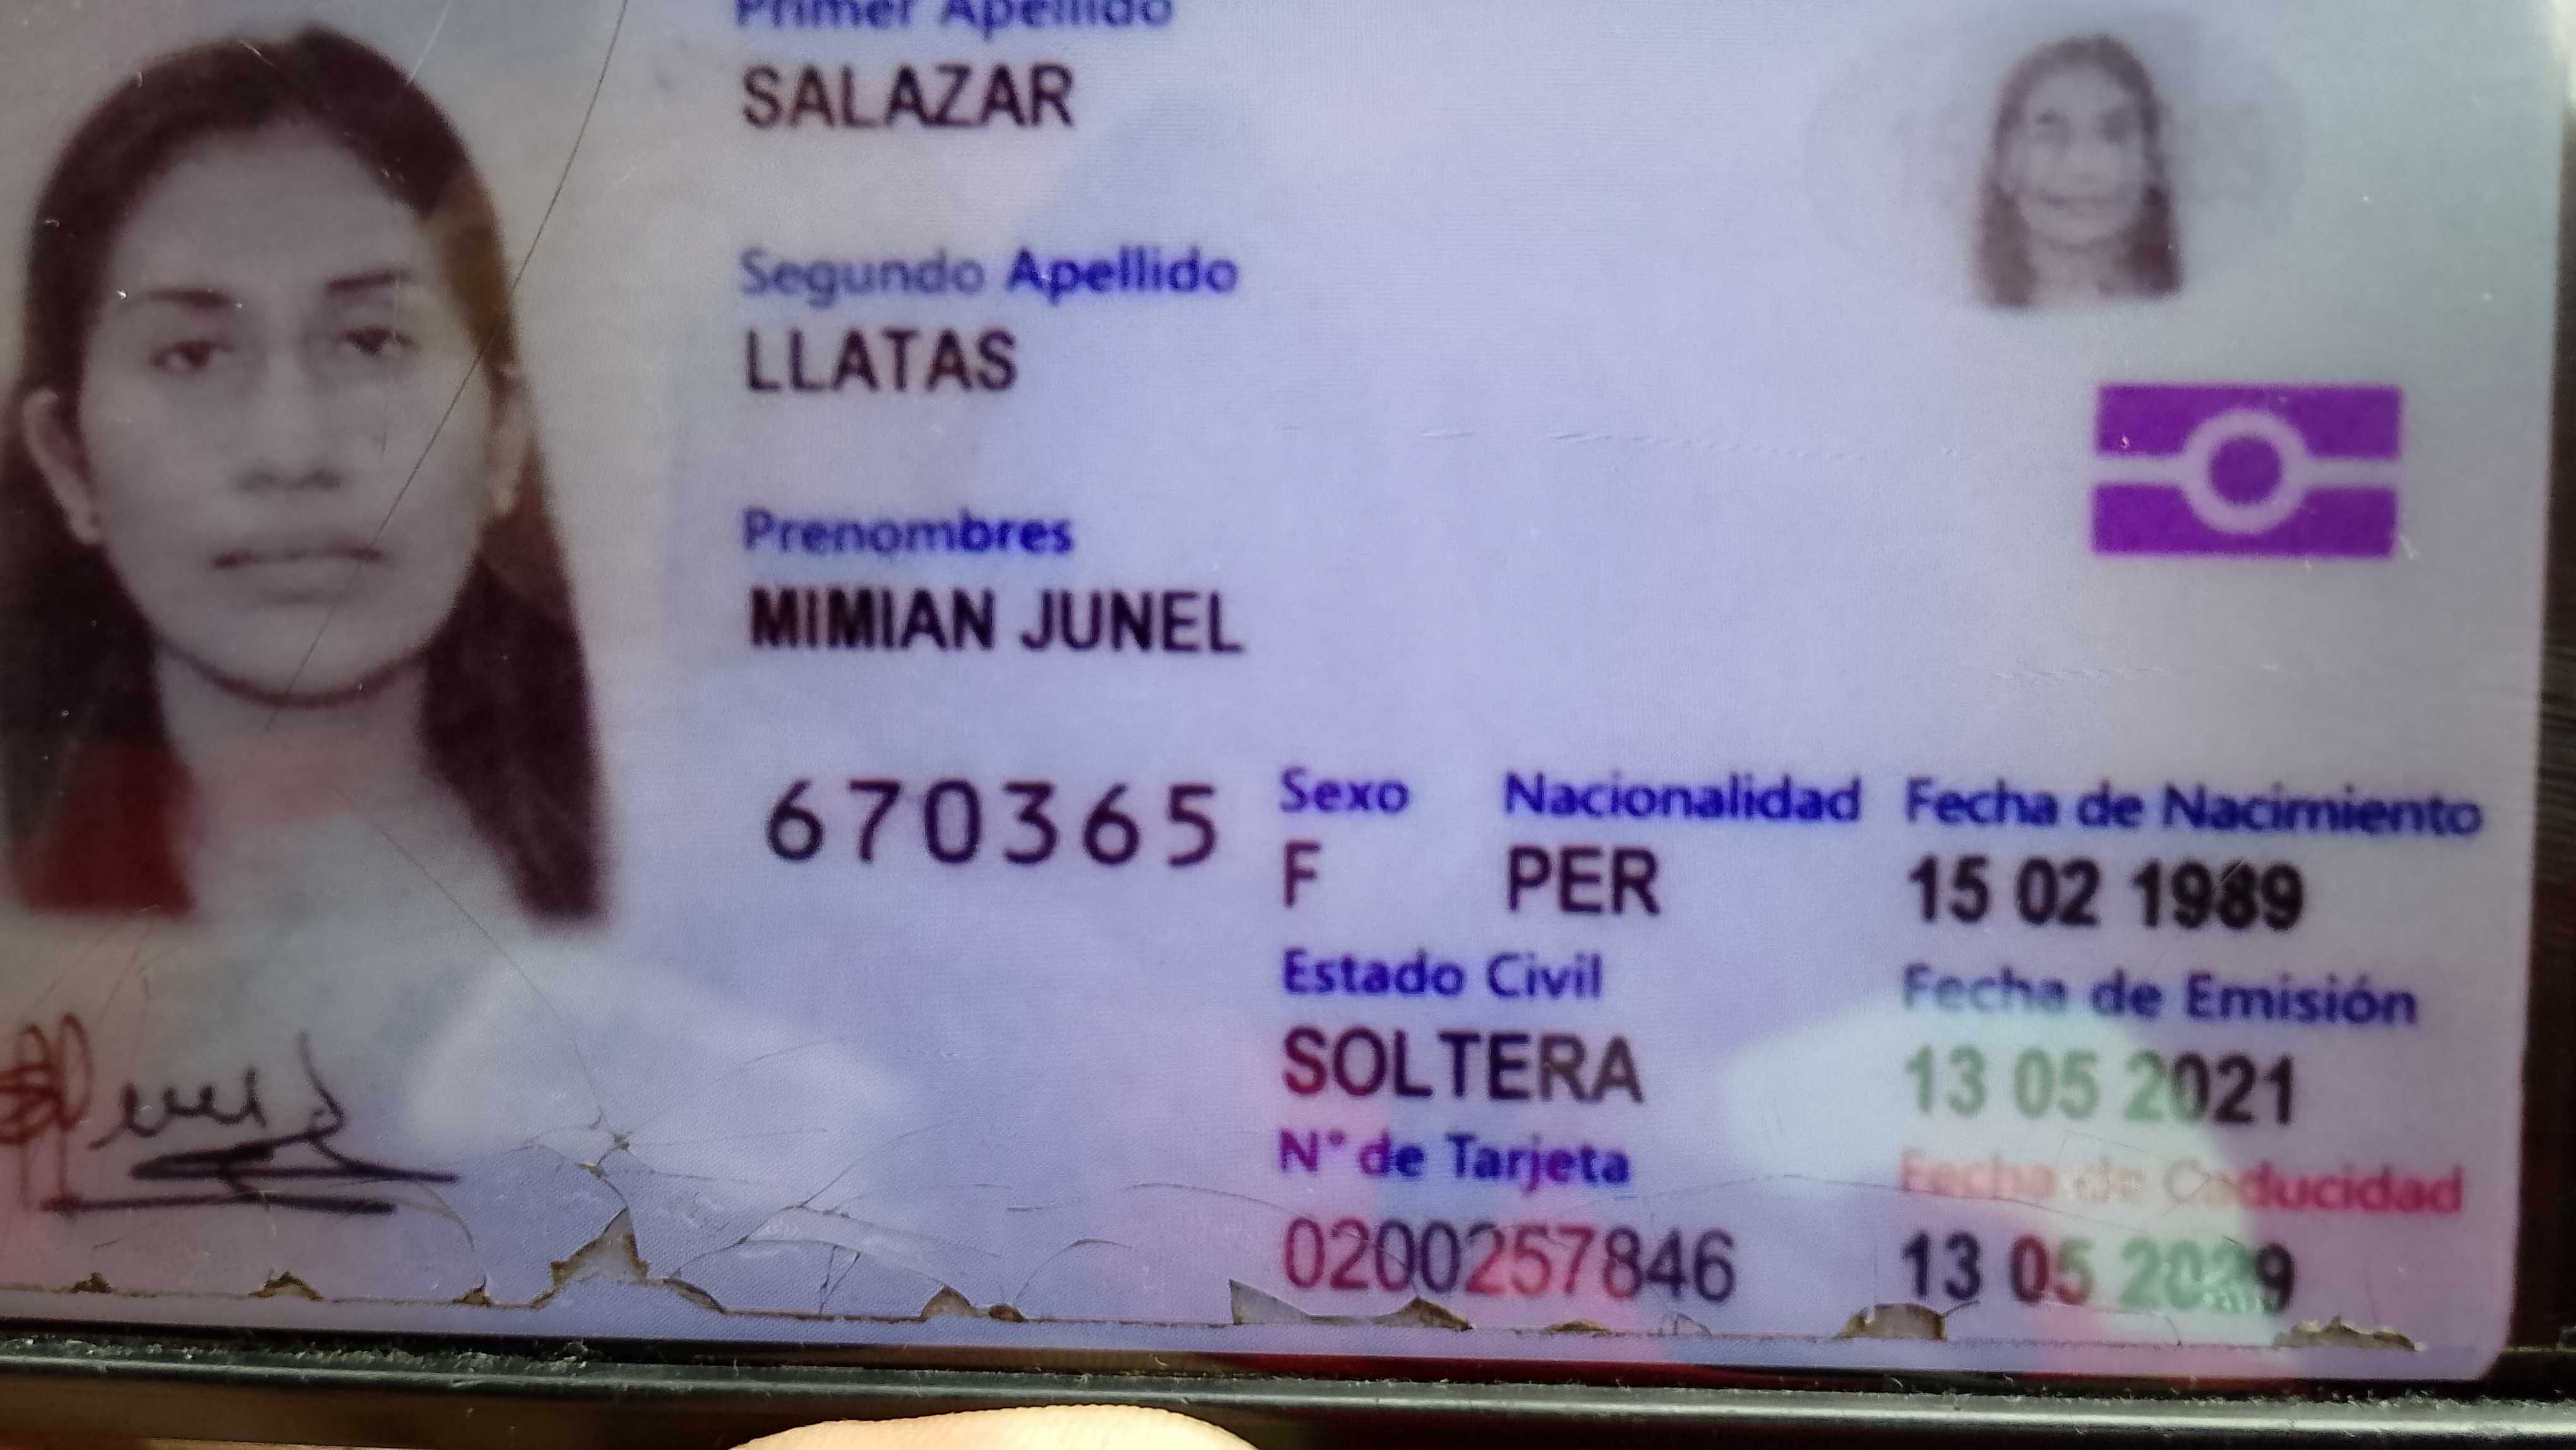 Primer Apellido
SALAZAR
Segundo Apellido
LLATAS
Prenombres
MIMIAN JUNEL
670365
Sexo Nacionalidad Fecha de Nacimiento
F PER 15 02 1989
Estado Civil Fecha de Emisión
SOLTERA 13 05 2021
N° de Tarjeta Fecha de Caducidad
0200257846 13 05 2029